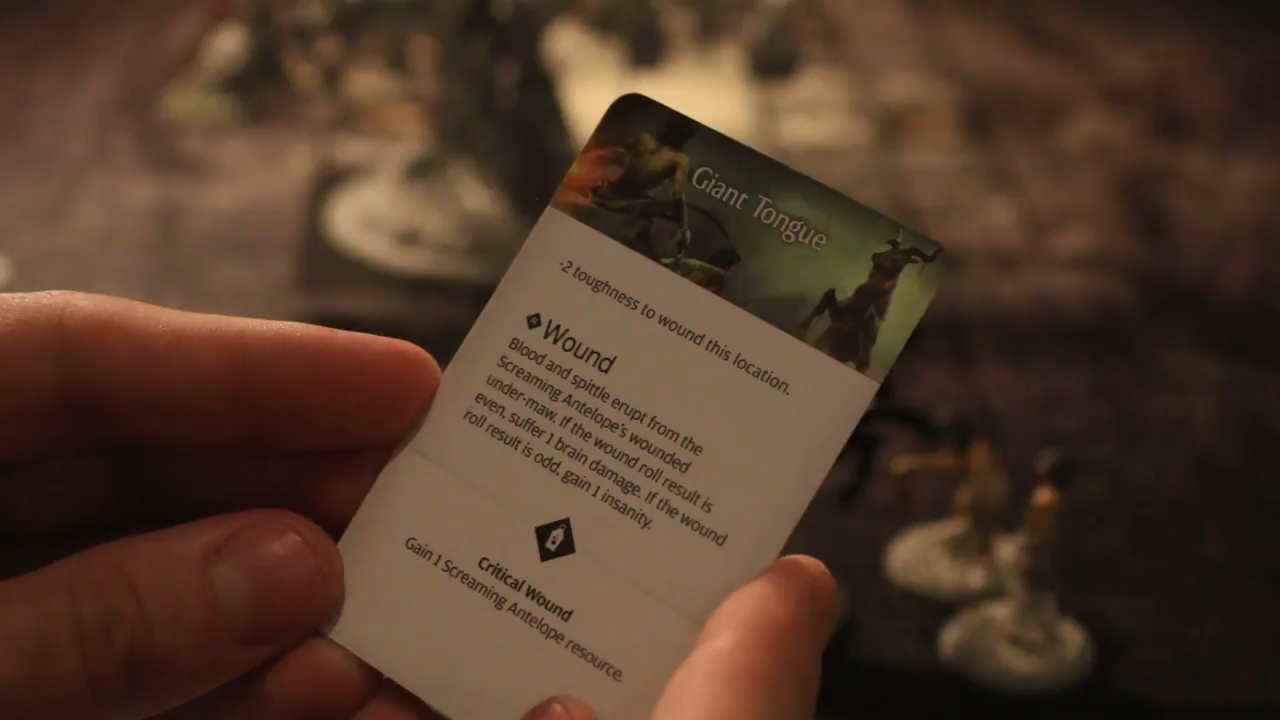 Giant Tongue
-2 toughness to wound this location.
Wound
Blood and spittle erupt from the
Screaming Antelope's wounded
under-maw. If the wound roll result is
even, suffer 1 brain damage. If the wound
roll result is odd, gain 1 insanity.
Critical Wound
Gain 1 Screaming Antelope resource.